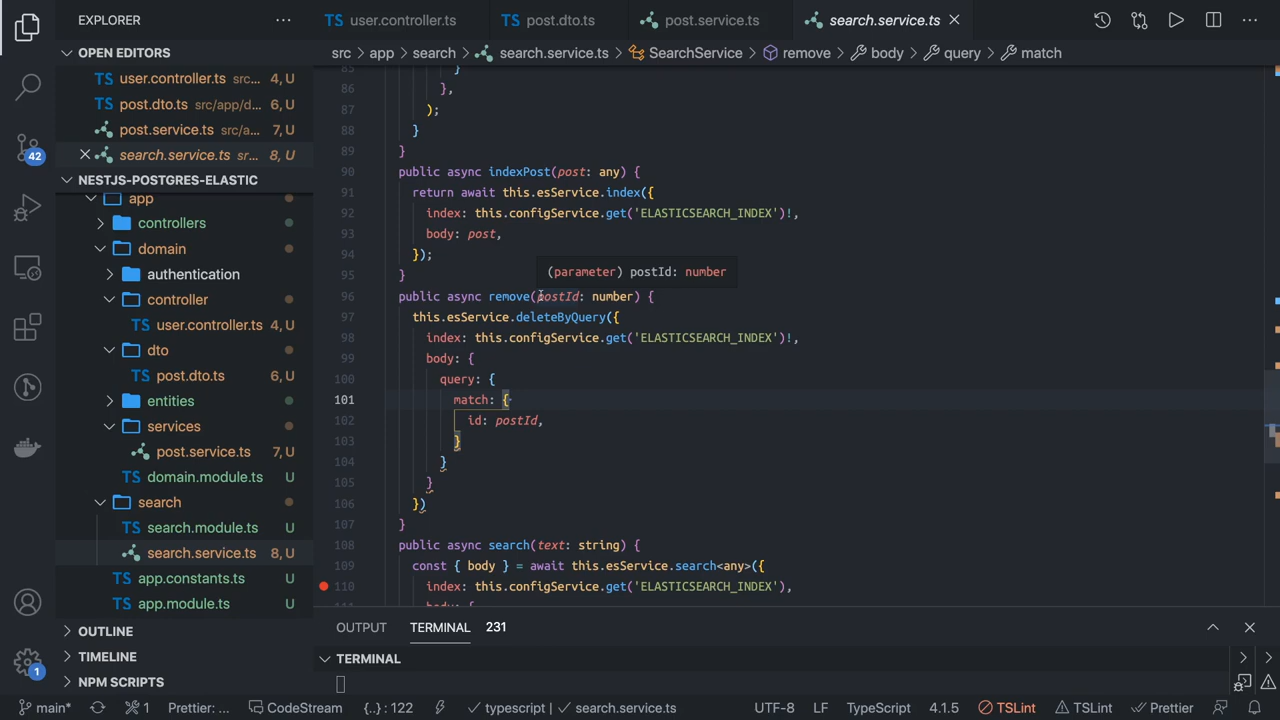 EXPLORER
user.controller.ts
post.dto.ts
post.service.ts
search.service.ts
OPEN EDITORS
user.controller.ts src... 4, U
post.dto.ts src/app/d... 6, U
post.service.ts src/a... 7, U
search.service.ts sr... 8, U
NESTJS-POSTGRES-ELASTIC
app
controllers
domain
authentication
controller
TS user.controller.ts 4, U
dto
TS post.dto.ts 6, U
entities
services
post.service.ts 7, U
TS domain.module.ts U
search
TS search.module.ts U
search.service.ts 8, U
TS app.constants.ts U
TS app.module.ts U
OUTLINE
TIMELINE
NPM SCRIPTS
42
1
src > app > search > search.service.ts > SearchService > remove > body > query > match
85 }
86 },
87 );
88 }
89 }
90 public async indexPost(post: any) {
91 return await this.esService.index({
92 index: this.configService.get('ELASTICSEARCH_INDEX')!,
93 body: post,
94 });
95 }
(parameter) postId: number
96 public async remove(postId: number) {
97 this.esService.deleteByQuery({
98 index: this.configService.get('ELASTICSEARCH_INDEX')!,
99 body: {
100 query: {
101 match: {
102 id: postId,
103 }
104 }
105 }
106 })
107 }
108 public async search(text: string) {
109 const { body } = await this.esService.search<any>({
110 index: this.configService.get('ELASTICSEARCH_INDEX'),
111 body: {
OUTPUT TERMINAL 231
TERMINAL
main* 1 Prettier: ... CodeStream {..} : 122 typescript | search.service.ts UTF-8 LF TypeScript 4.1.5 TSLint TSLint Prettier